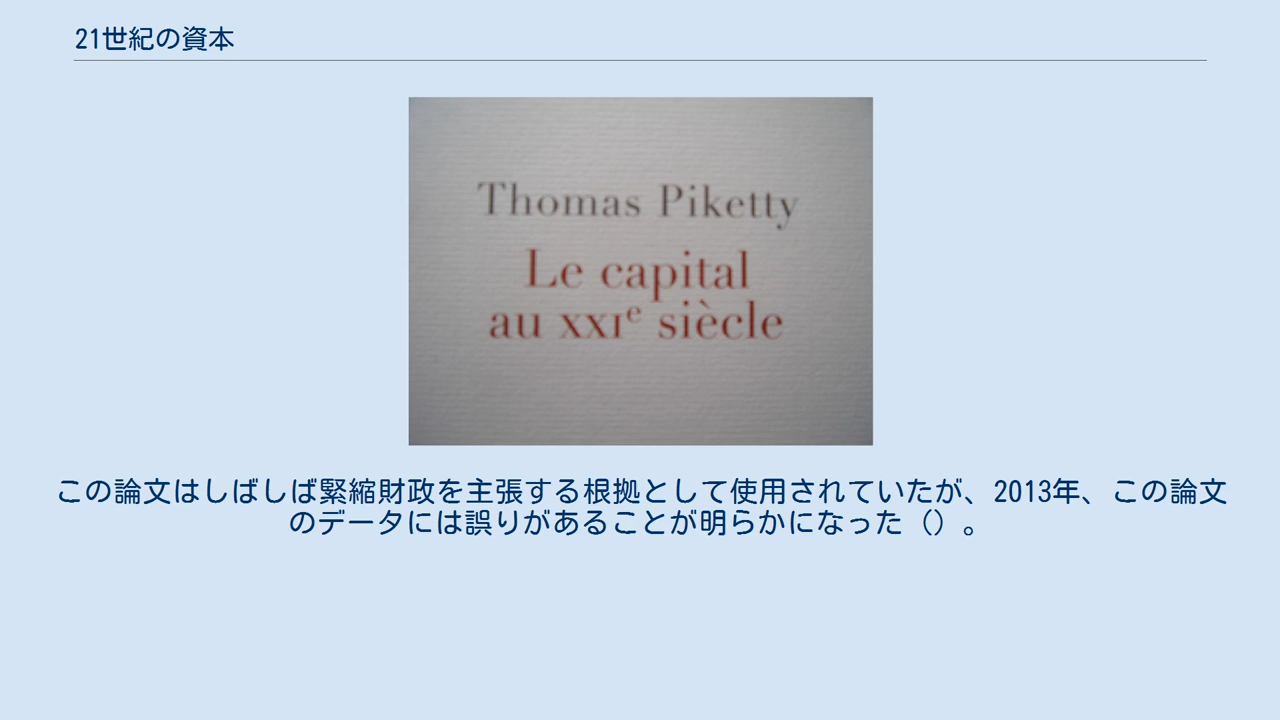 21世紀の資本
Thomas Piketty
Le capital
au XXIe siècle
この論文はしばしば緊縮財政を主張する根拠として使用されていたが、2013年、この論文
のデータには誤りがあることが明らかになった（）。